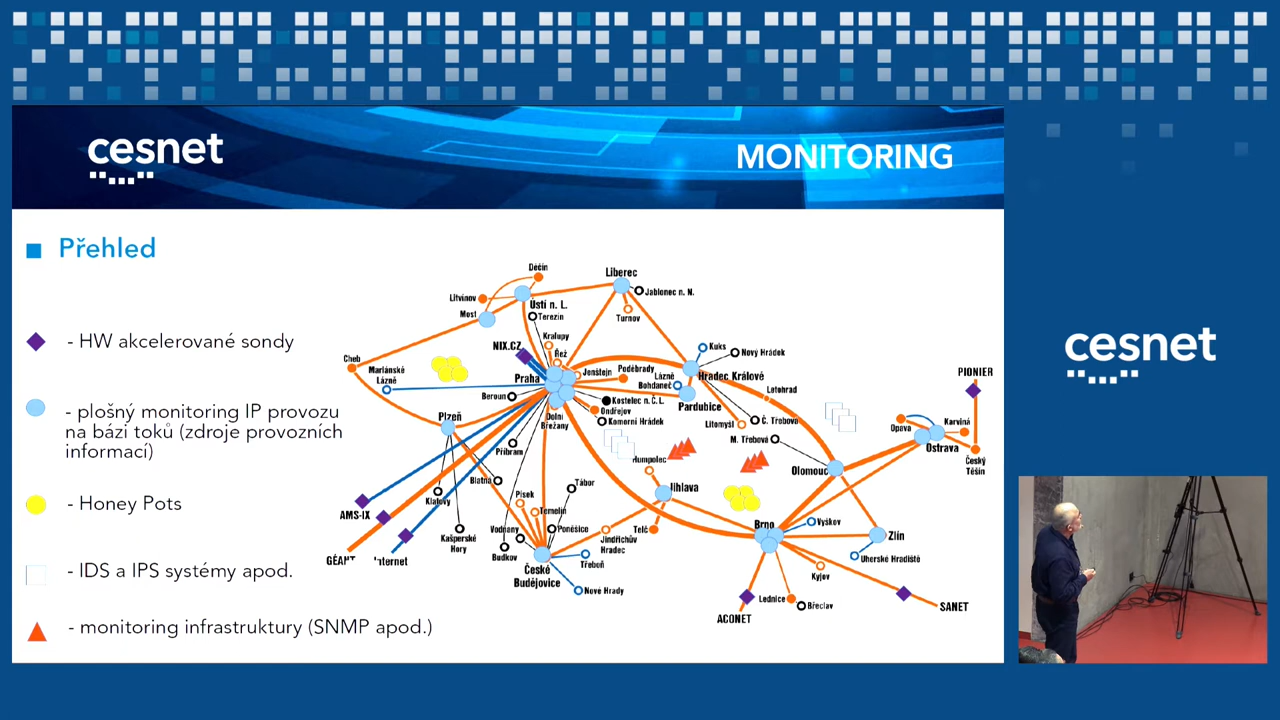 cesnet
MONITORING
Přehled
- HW akcelerované sondy
- plošný monitoring IP provozu
na bázi toků (zdroje provozních
informací)
- Honey Pots
- IDS a IPS systémy apod.
- monitoring infrastruktury (SNMP apod.)
Děčín
Liberec
Litvínov
Jablonec n. N.
Ústí n. L.
Most
Terezín
Turnov
Kralupy
NIX.CZ
Řež
Kuks
Nový Hrádek
Cheb
Mariánské
Lázně
Praha
Jenštejn
Poděbrady
Lázně
Bohdaneč
Hradec Králové
PIONIER
Beroun
Kostelec n. Č.L.
Ondřejov
Pardubice
Letohrad
Plzeň
Dolní
Břežany
Komorní Hrádek
Litomyšl
Č. Třebova
Opava
Karviná
M. Třebová
Ostrava
Příbram
Humpolec
Olomouc
Český
Těšín
Blatná
Tábor
Jihlava
Klatovy
Písek
AMS-IX
Temelín
Brno
Vyškov
Vodňany
Poněšice
Telč
Zlín
Kašperské
Hory
Jindřichův
Hradec
GÉANT
Internet
Budkov
České
Budějovice
Třeboň
Uherské Hradiště
Kyjov
Nové Hrady
Lednice
Břeclav
SANET
ACONET
cesnet